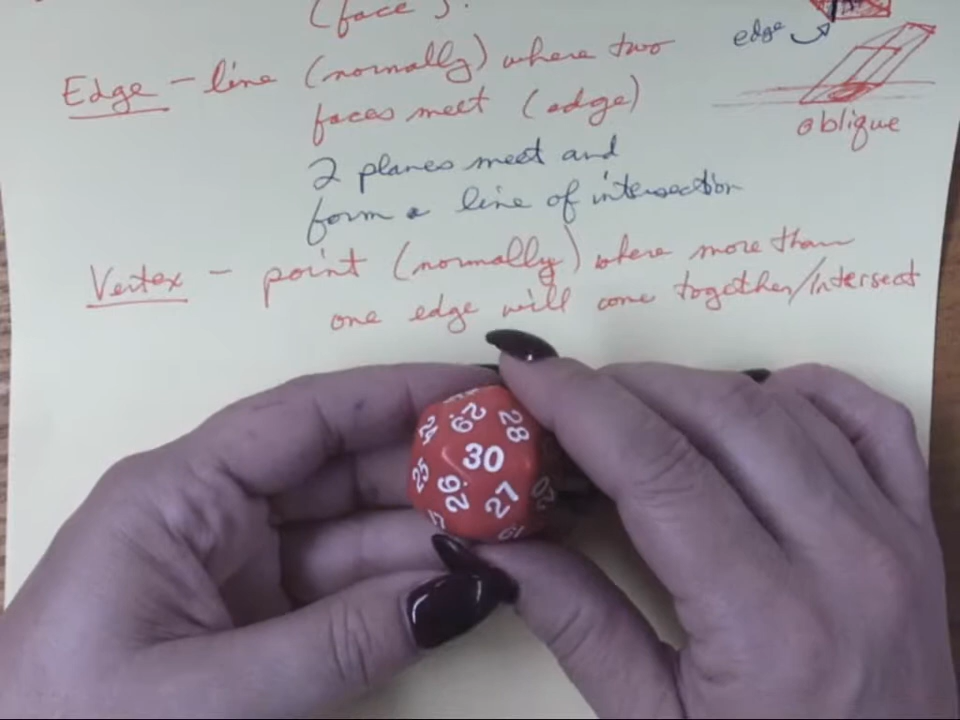 (face).
Edge - line (normally) where two
faces meet (edge)
2 planes meet and
form a line of intersection
Vertex - point (normally) where more than
one edge will come together/intersect
edge
oblique
29 28
24 30
25 26 27 20
19